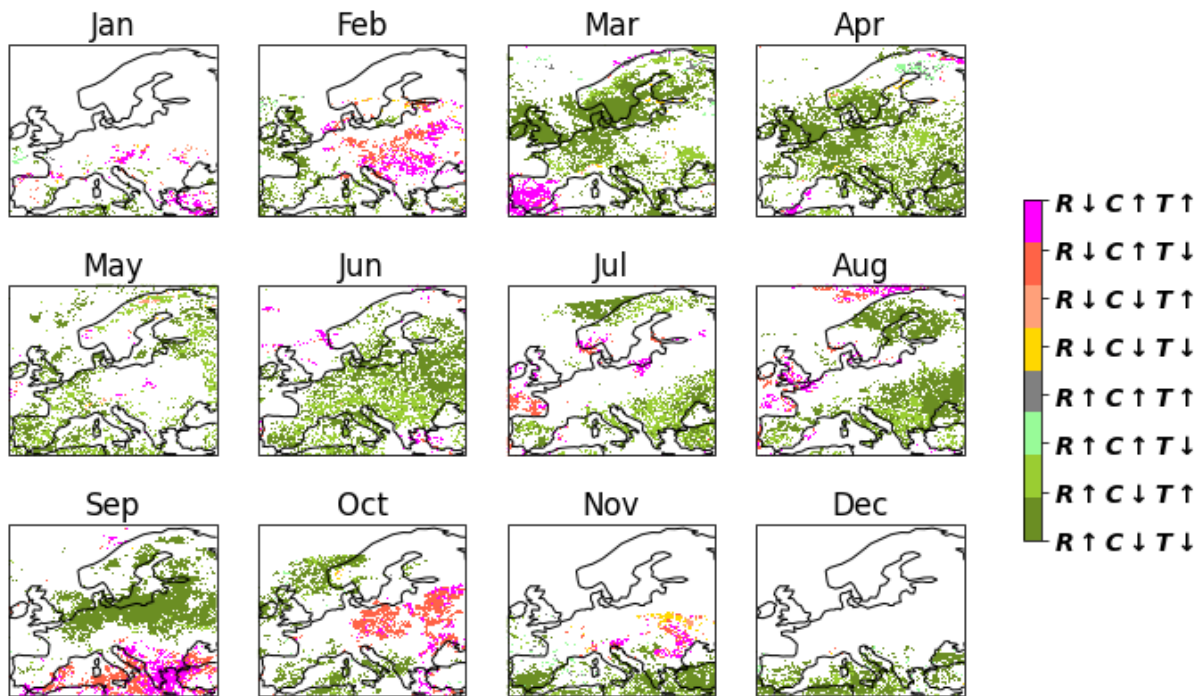 Jan Feb Mar Apr
May Jun Jul Aug
Sep Oct Nov Dec
R ↓ C ↑ T ↑
R ↓ C ↑ T ↓
R ↓ C ↓ T ↑
R ↓ C ↓ T ↓
R ↑ C ↑ T ↑
R ↑ C ↑ T ↓
R ↑ C ↓ T ↑
R ↑ C ↓ T ↓